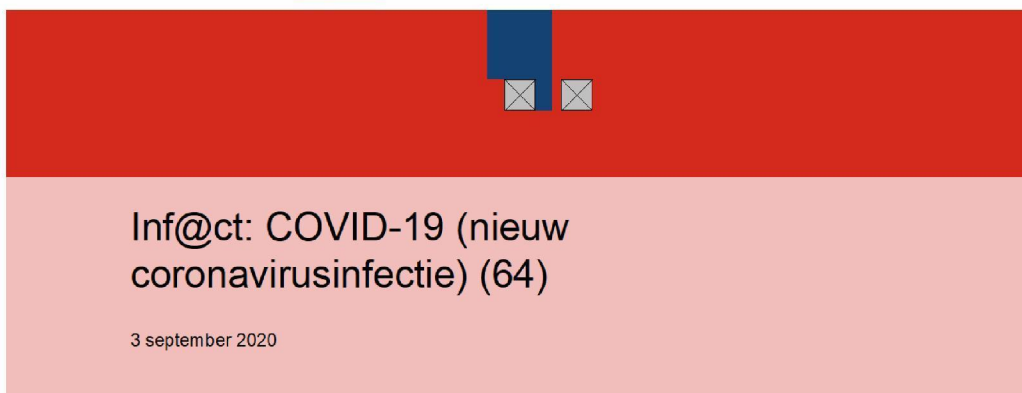 Inf@ct: COVID-19 (nieuw
coronavirusinfectie) (64)
3 september 2020